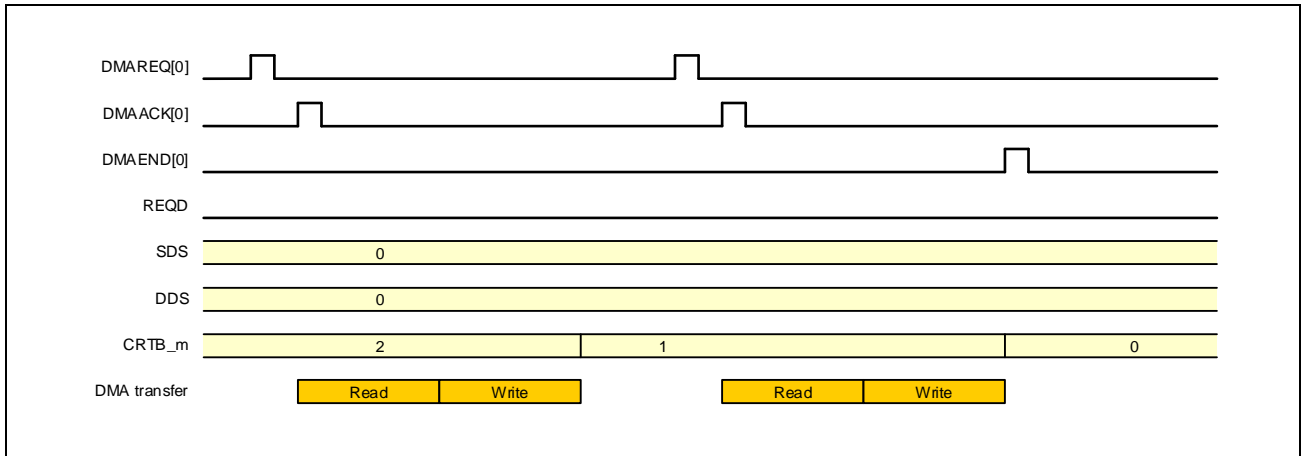 DMAREQ[0]
DMAACK[0]
DMAEND[0]
REQD
SDS 0
DDS 0
CRTB_m 2 1 0
DMA transfer Read Write Read Write